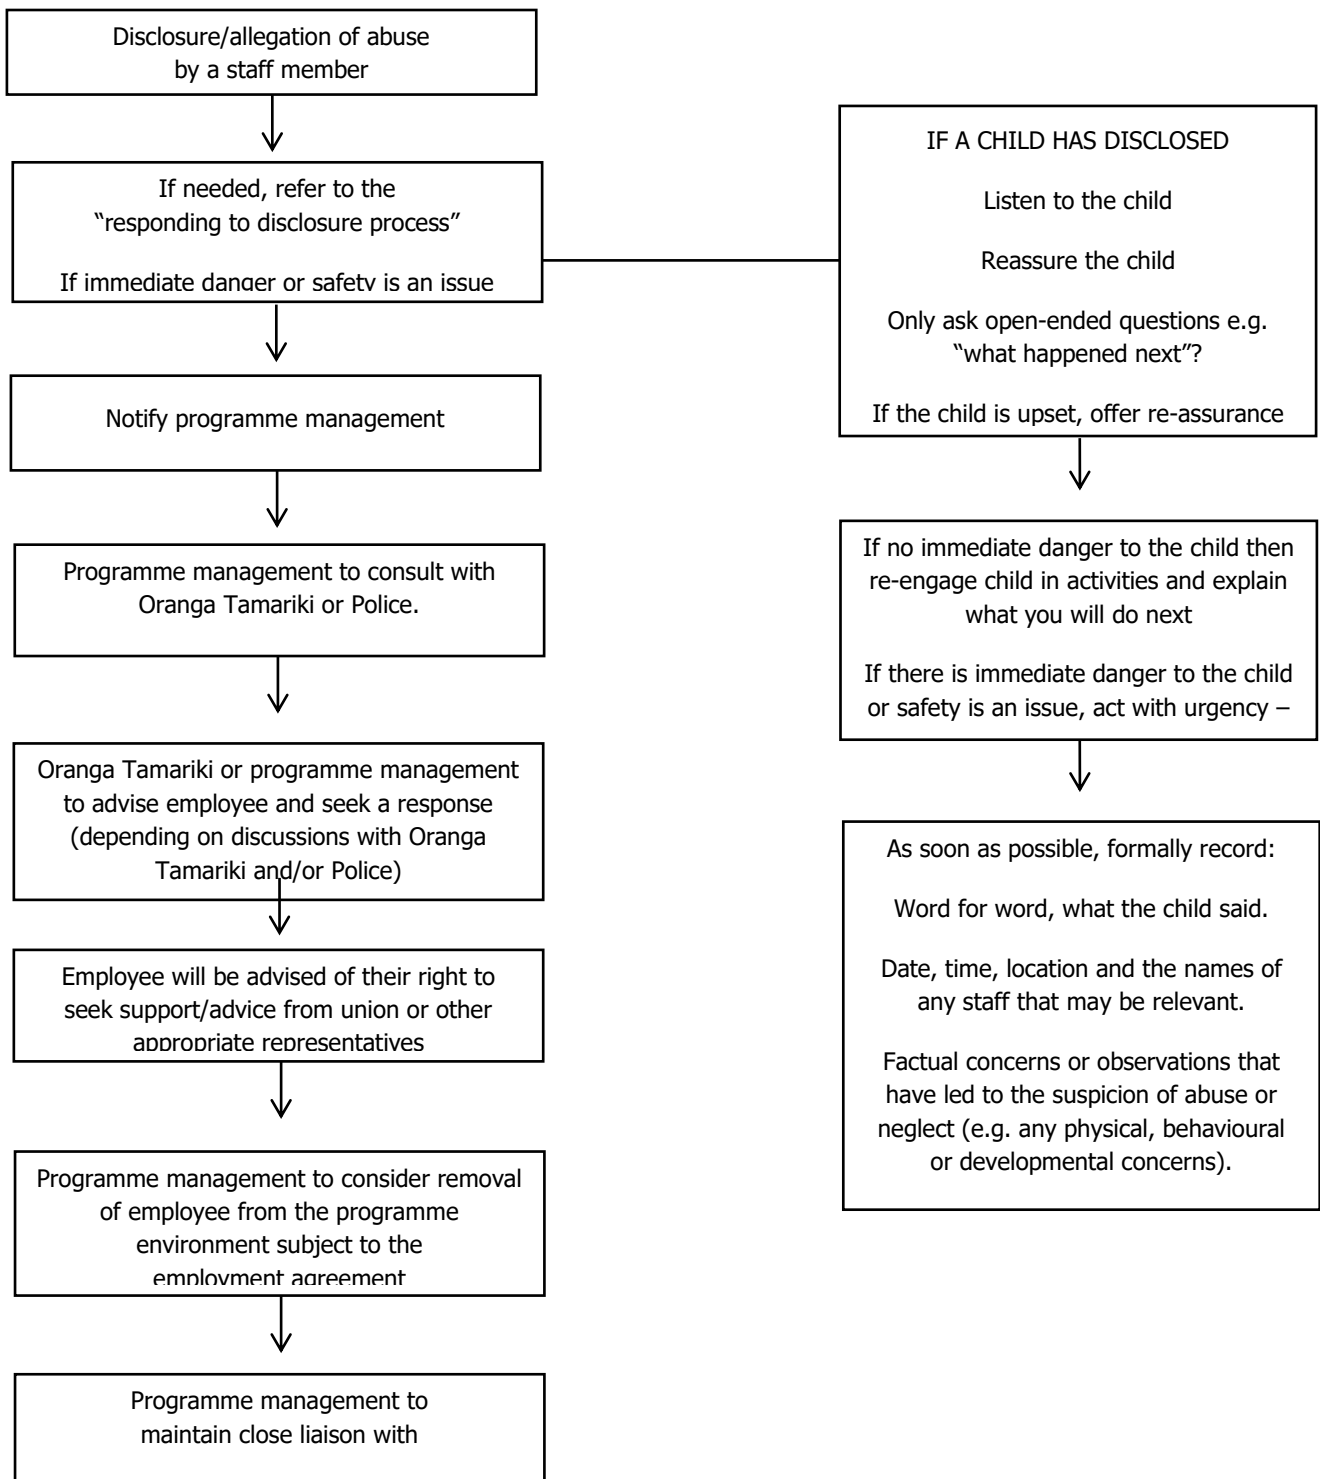 Disclosure/allegation of abuse
by a staff member
If needed, refer to the
“responding to disclosure process”
If immediate danger or safety is an issue
Notify programme management
Programme management to consult with
Oranga Tamariki or Police.
Oranga Tamariki or programme management
to advise employee and seek a response
(depending on discussions with Oranga
Tamariki and/or Police)
Employee will be advised of their right to
seek support/advice from union or other
appropriate representatives
Programme management to consider removal
of employee from the programme
environment subject to the
employment agreement
Programme management to
maintain close liaison with
IF A CHILD HAS DISCLOSED
Listen to the child
Reassure the child
Only ask open-ended questions e.g.
“what happened next”?
If the child is upset, offer re-assurance
If no immediate danger to the child then
re-engage child in activities and explain
what you will do next
If there is immediate danger to the child
or safety is an issue, act with urgency –
As soon as possible, formally record:
Word for word, what the child said.
Date, time, location and the names of
any staff that may be relevant.
Factual concerns or observations that
have led to the suspicion of abuse or
neglect (e.g. any physical, behavioural
or developmental concerns).